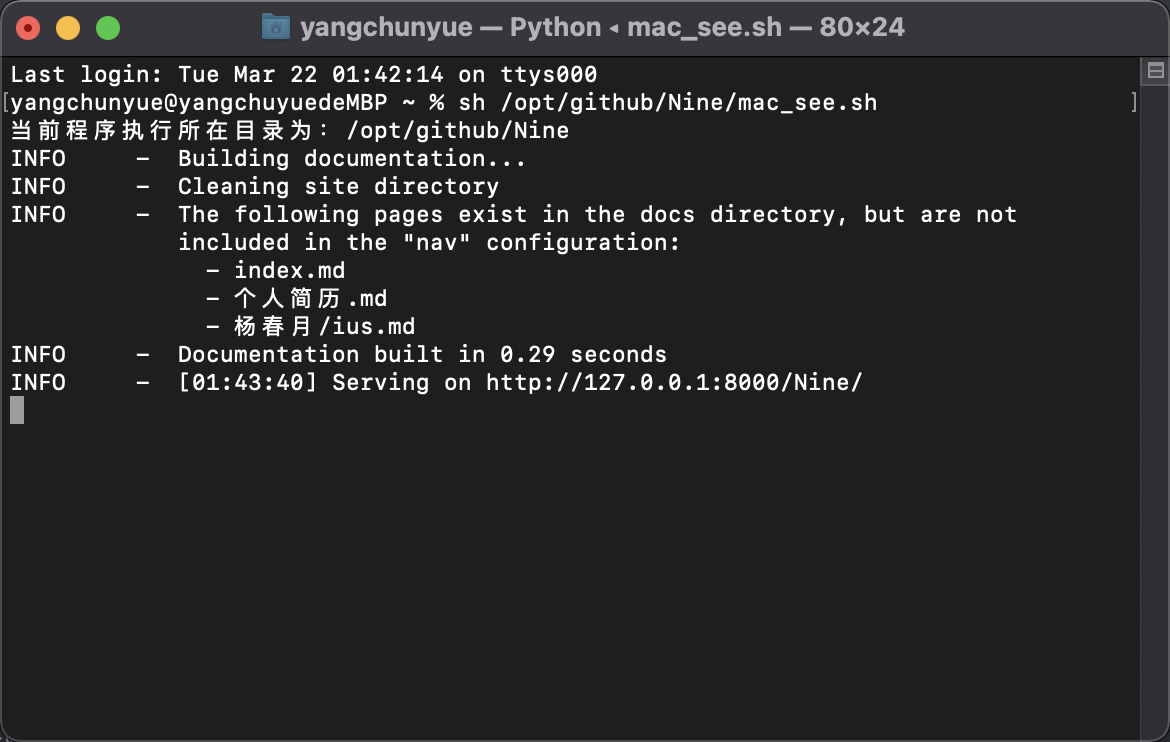 yangchunyue — Python ◂ mac_see.sh — 80×24
Last login: Tue Mar 22 01:42:14 on ttys000
[yangchunyue@yangchuyuedeMBP ~ % sh /opt/github/Nine/mac_see.sh ]
当前程序执行所在目录为：/opt/github/Nine
INFO     -  Building documentation...
INFO     -  Cleaning site directory
INFO     -  The following pages exist in the docs directory, but are not
            included in the "nav" configuration:
              - index.md
              - 个人简历.md
              - 杨春月/ius.md
INFO     -  Documentation built in 0.29 seconds
INFO     -  [01:43:40] Serving on http://127.0.0.1:8000/Nine/